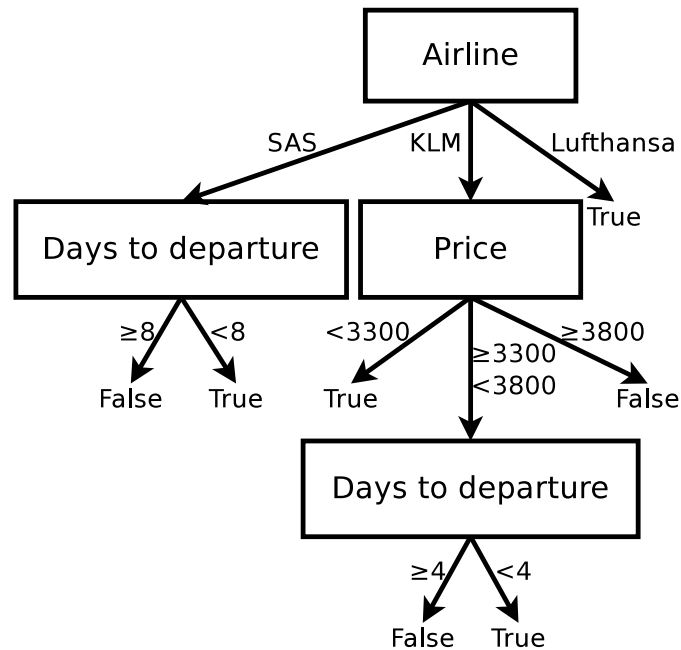 Airline
SAS
KLM
Lufthansa
True
Days to departure
Price
≥8
<8
<3300
≥3300
<3800
≥3800
False
True
True
False
Days to departure
≥4
<4
False
True